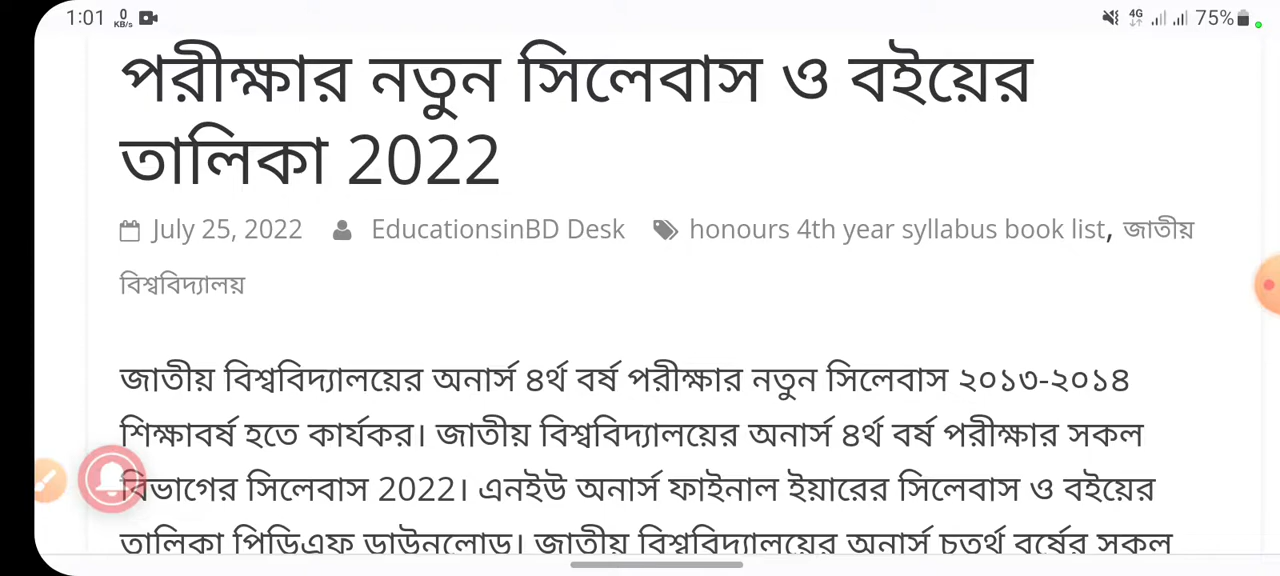 1:01 0 KB/s 4G 75%
পরীক্ষার নতুন সিলেবাস ও বইয়ের
তালিকা 2022
July 25, 2022 EducationsinBD Desk honours 4th year syllabus book list, জাতীয়
বিশ্ববিদ্যালয়
জাতীয় বিশ্ববিদ্যালয়ের অনার্স ৪র্থ বর্ষ পরীক্ষার নতুন সিলেবাস ২০১৩-২০১৪
শিক্ষাবর্ষ হতে কার্যকর। জাতীয় বিশ্ববিদ্যালয়ের অনার্স ৪র্থ বর্ষ পরীক্ষার সকল
বিভাগের সিলেবাস 2022। এনইউ অনার্স ফাইনাল ইয়ারের সিলেবাস ও বইয়ের
তালিকা পিডিএফ ডাউনলোড। জাতীয় বিশ্ববিদ্যালয়ের অনার্স চতুর্থ বর্ষের সকল